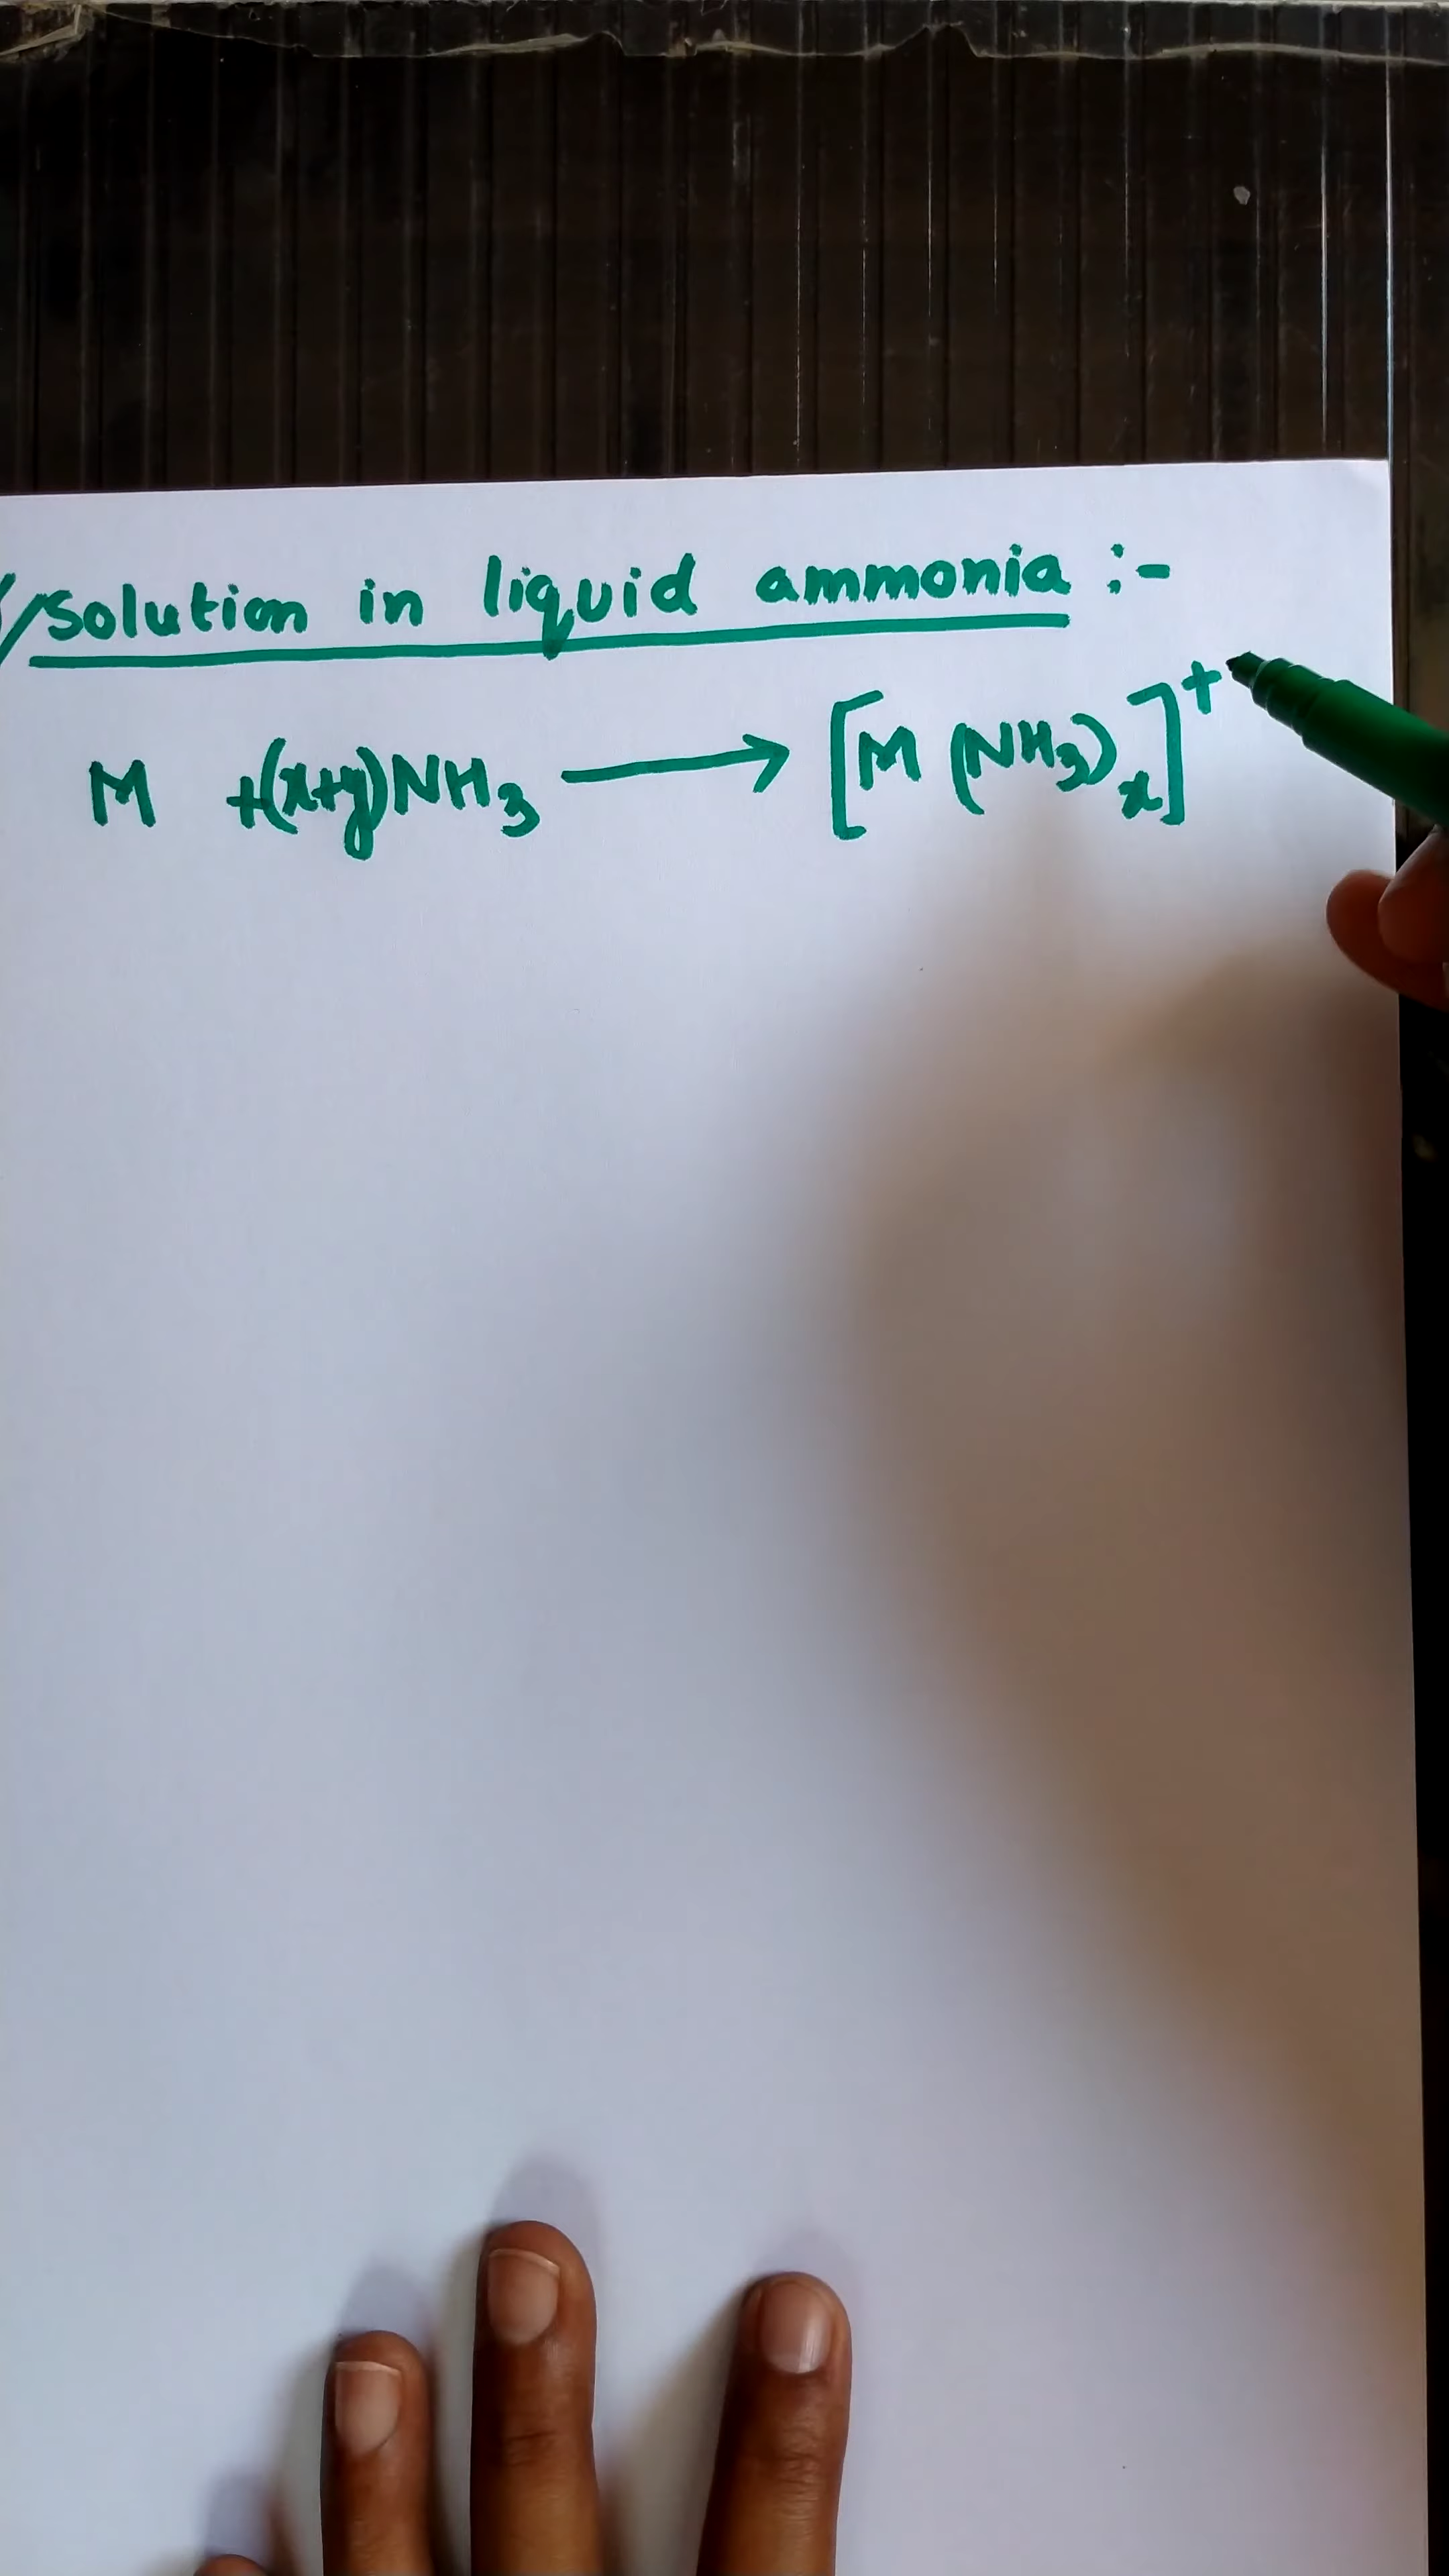 Solution in liquid ammonia :-
M +(x+y)NH₃ ⟶ [M (NH₃)ₓ]⁺